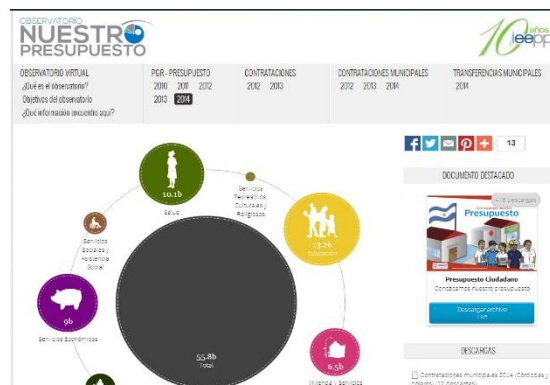 OBSERVATORIO
NUESTRO
PRESUPUESTO
10 años
ieepp
OBSERVATORIO VIRTUAL
¿Qué es el observatorio?
Objetivos del observatorio
¿Qué información encuentro aquí?
PGR - PRESUPUESTO
2010 2011 2012
2013 2014
CONTRATACIONES
2012 2013
CONTRATACIONES MUNICIPALES
2012 2013 2014
TRANSFERENCIAS MUNICIPALES
2014
13
DOCUMENTO DESTACADO
Presupuesto
Presupuesto Ciudadano
Conozcamos nuestro presupuesto
Descargar archivo
DESCARGAS
Contrataciones municipales 2014 (Córdobas y
10.1b
Salud
Servicios
Recreativos,
Culturales y
Religiosos
13.2b
Educación
Servicios
Sociales y
Asistencia
Social
9b
Servicios Económicos
55.8b
Total
6.5b
Vivienda y Servicios